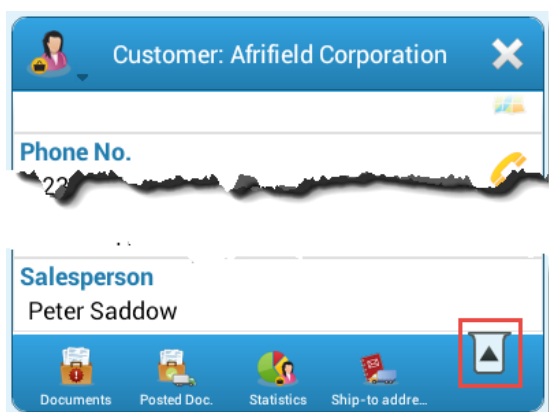 Customer: Afrifield Corporation
Phone No.
Salesperson
Peter Saddow
Documents
Posted Doc.
Statistics
Ship-to addre...